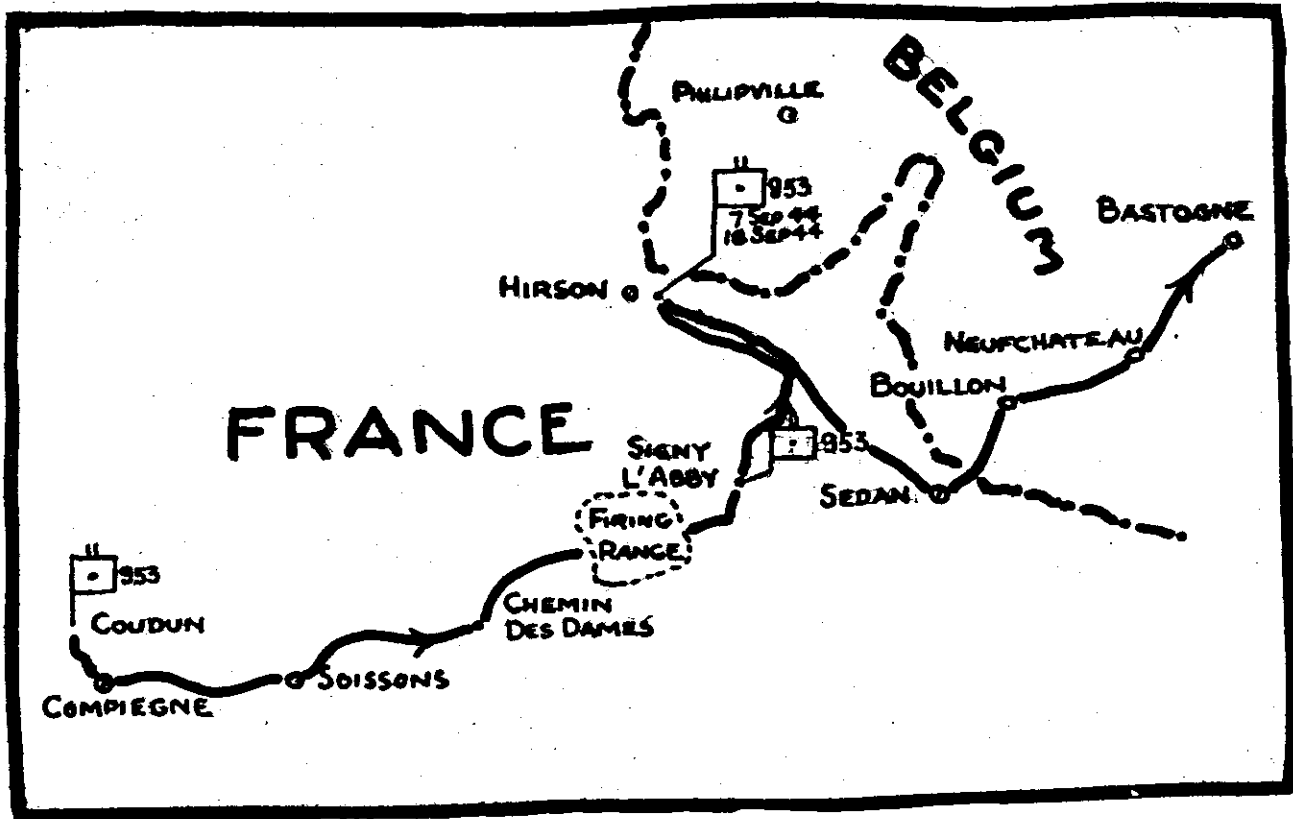 BELGIUM
PHILIPVILLE
953
7 SEP 44
18 SEP 44
BASTOGNE
HIRSON
NEUFCHATEAU
BOUILLON
FRANCE
SIGNY
L'ABBY
953
SEDAN
FIRING
RANGE
953
COUDUN
CHEMIN
DES DAMES
SOISSONS
COMPIEGNE